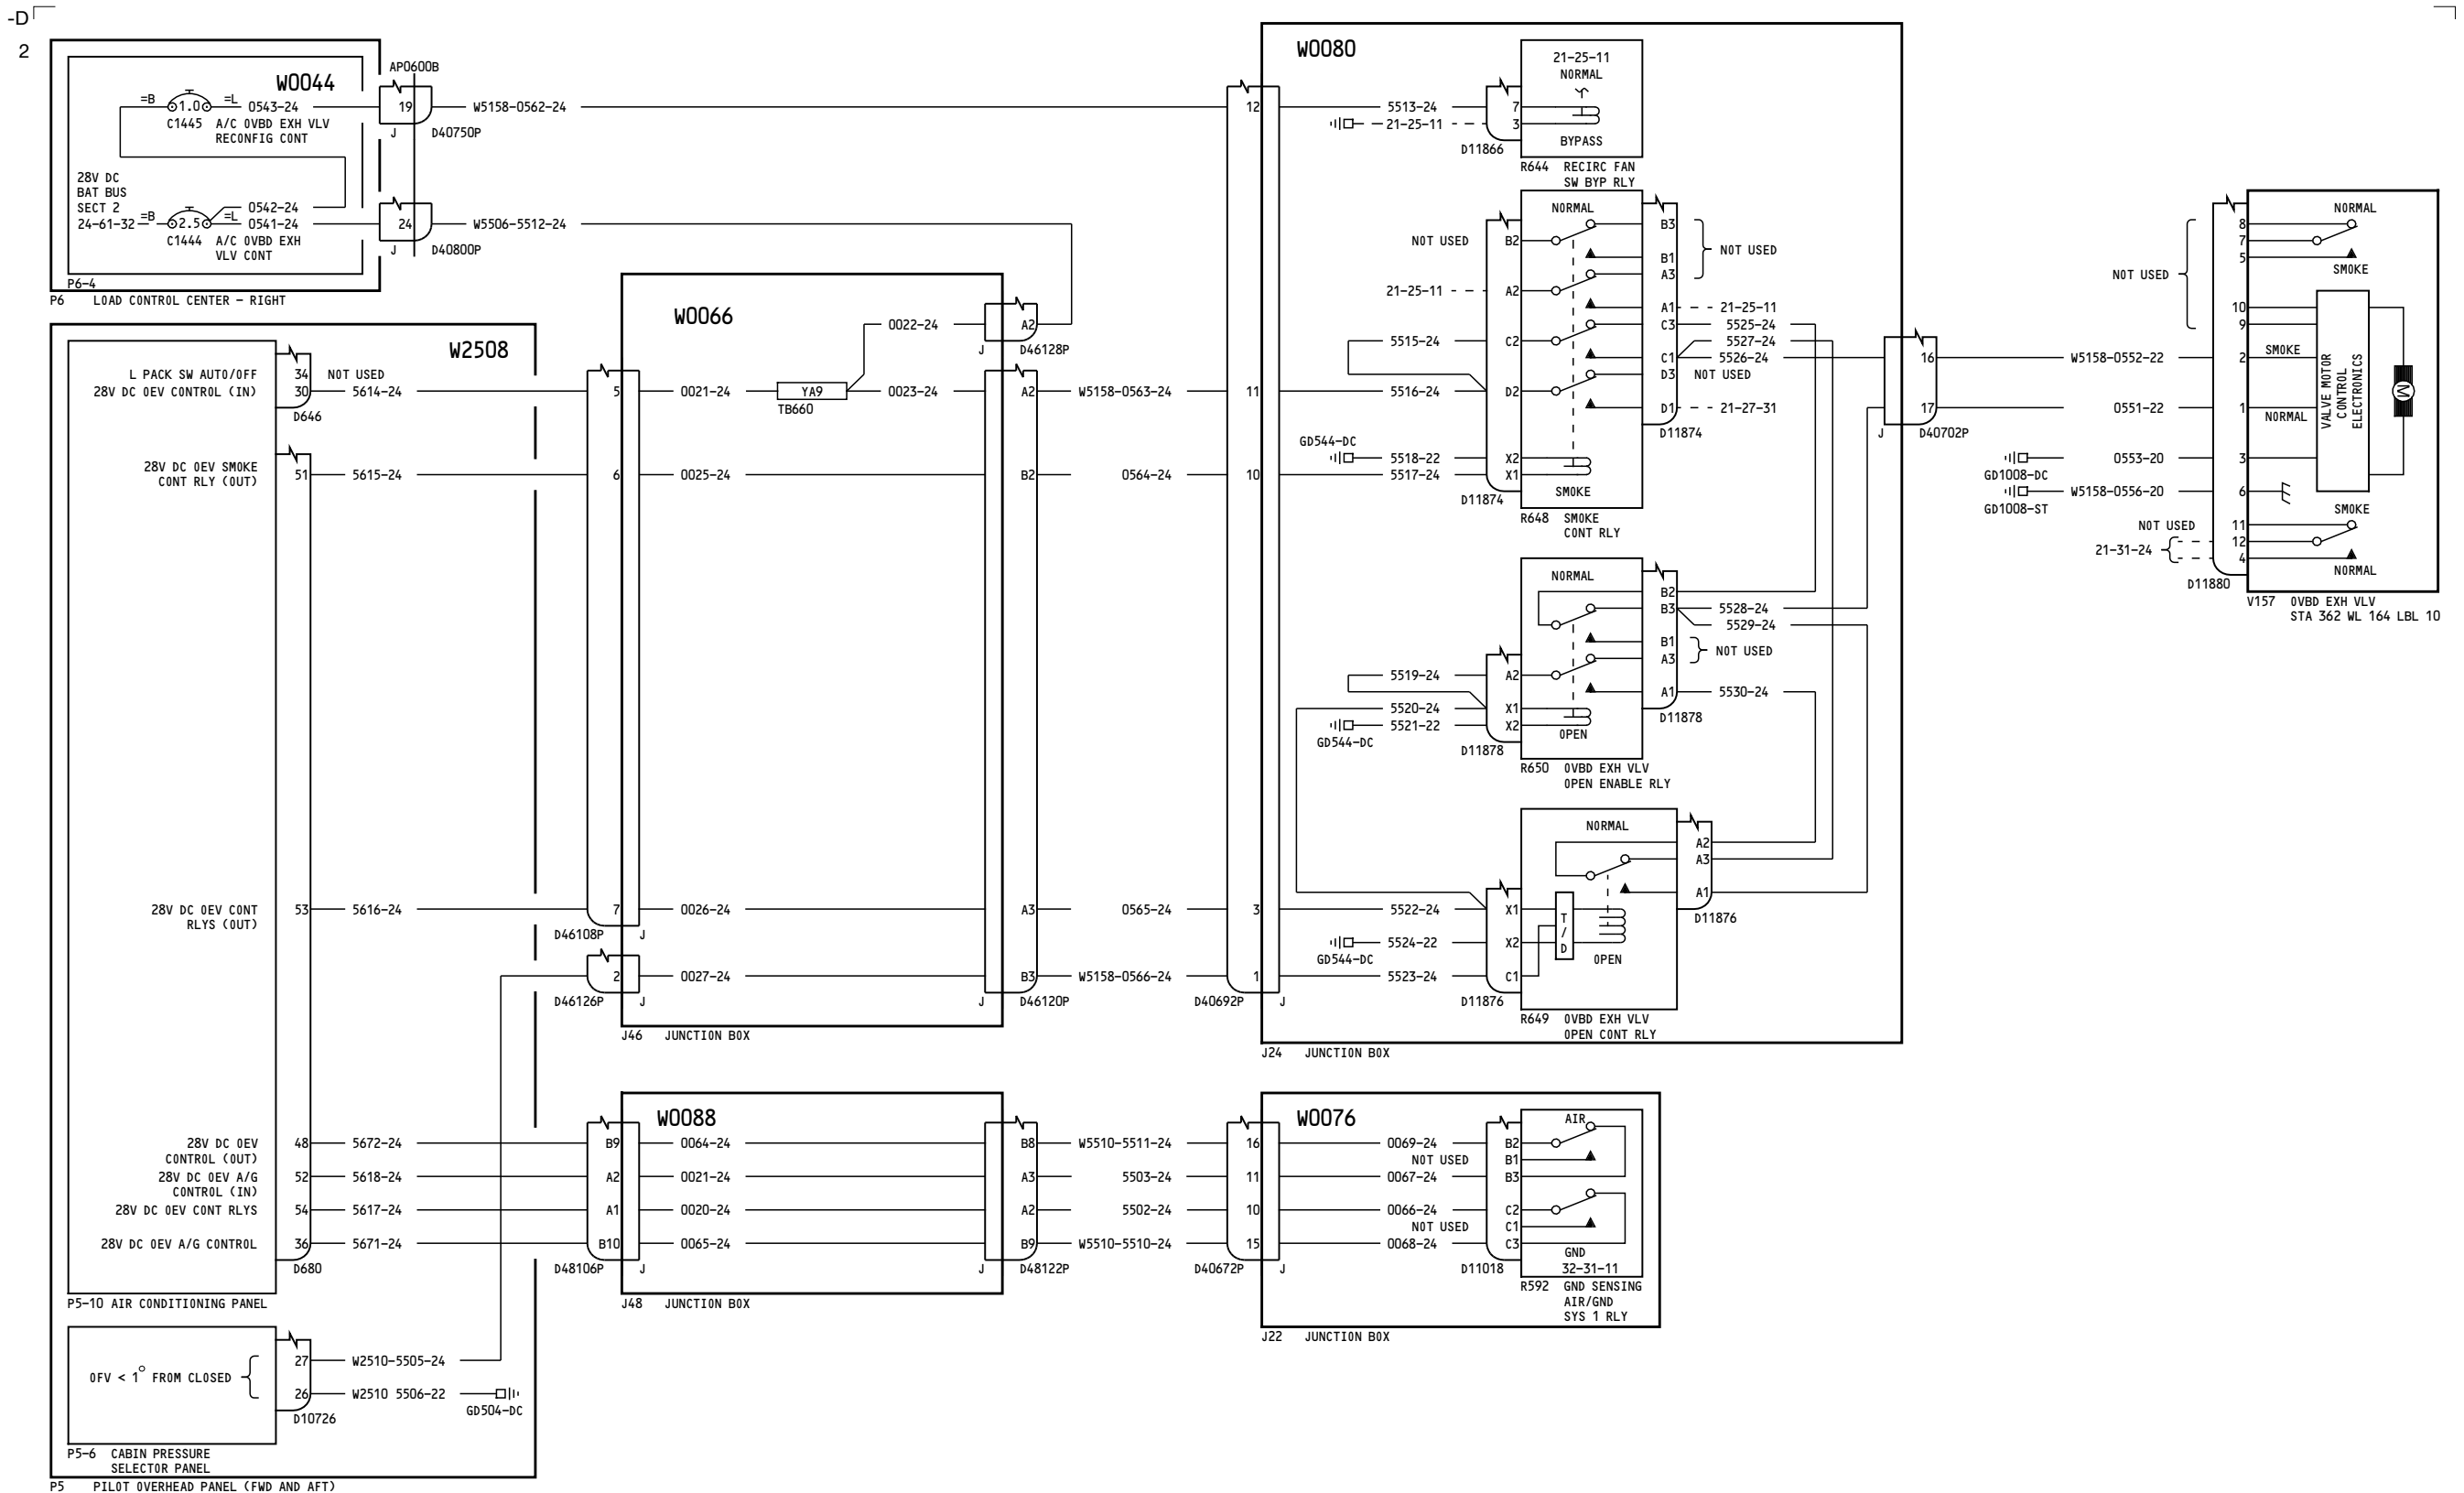 -D
2
W0044
AP0600B
=B
1.0
=L
0543-24
C1445 A/C OVBD EXH VLV
RECONFIG CONT
19
J
D40750P
W5158-0562-24
28V DC
BAT BUS
SECT 2
24-61-32
=B
2.5
=L
0542-24
0541-24
C1444 A/C OVBD EXH
VLV CONT
24
J
D40800P
W5506-5512-24
P6-4
P6 LOAD CONTROL CENTER - RIGHT
W2508
L PACK SW AUTO/OFF 34 NOT USED
28V DC OEV CONTROL (IN) 30 5614-24
D646
28V DC OEV SMOKE
CONT RLY (OUT) 51 5615-24
28V DC OEV CONT
RLYS (OUT) 53 5616-24
28V DC OEV
CONTROL (OUT) 48 5672-24
28V DC OEV A/G
CONTROL (IN) 52 5618-24
28V DC OEV CONT RLYS 54 5617-24
28V DC OEV A/G CONTROL 36 5671-24
D680
P5-10 AIR CONDITIONING PANEL
OFV < 1° FROM CLOSED
27 W2510-5505-24
26 W2510 5506-22
GD504-DC
D10726
P5-6 CABIN PRESSURE
SELECTOR PANEL
P5 PILOT OVERHEAD PANEL (FWD AND AFT)
W0066
0022-24
A2
J D46128P
5 0021-24 YA9 0023-24 A2 W5158-0563-24
TB660
6 0025-24 B2 0564-24
7 0026-24 A3 0565-24
D46108P J
2 0027-24 B3 W5158-0566-24
D46126P J
J D46120P
J46 JUNCTION BOX
W0088
B9 0064-24 B8 W5510-5511-24
A2 0021-24 A3 5503-24
A1 0020-24 A2 5502-24
B10 0065-24 B9 W5510-5510-24
D48106P J
J D48122P
J48 JUNCTION BOX
W0080
12 5513-24 7
21-25-11 3
D11866
21-25-11
NORMAL
BYPASS
R644 RECIRC FAN
SW BYP RLY
NORMAL
NOT USED B2
B3
B1
A3
NOT USED
21-25-11 A2
A1 21-25-11
C3 5525-24
5527-24
5515-24 C2
C1 5526-24
D3 NOT USED
11 5516-24 D2
D1 21-27-31
D11874
GD544-DC
5518-22 X2
10 5517-24 X1
D11874
SMOKE
R648 SMOKE
CONT RLY
NORMAL
B2
B3 5528-24
5529-24
B1
A3
NOT USED
5519-24 A2
A1 5530-24
5520-24 X1
5521-22 X2
GD544-DC
D11878
D11878
OPEN
R650 OVBD EXH VLV
OPEN ENABLE RLY
NORMAL
A2
A3
A1
D11876
3 5522-24 X1
5524-22 X2
GD544-DC
1 5523-24 C1
T
/
D
OPEN
D40692P J
D11876
R649 OVBD EXH VLV
OPEN CONT RLY
J24 JUNCTION BOX
W0076
16 0069-24 B2
NOT USED B1
11 0067-24 B3
10 0066-24 C2
NOT USED C1
15 0068-24 C3
D40672P J
D11018
AIR
GND
32-31-11
R592 GND SENSING
AIR/GND
SYS 1 RLY
J22 JUNCTION BOX
16 W5158-0552-22
17 0551-22
J D40702P
GD1008-DC
0553-20
GD1008-ST
W5158-0556-20
NOT USED
8
7
5
10
9
2
1
3
6
NOT USED 11
21-31-24 12
4
D11880
NORMAL
SMOKE
SMOKE
NORMAL
VALVE MOTOR
CONTROL
ELECTRONICS
M
SMOKE
NORMAL
V157 OVBD EXH VLV
STA 362 WL 164 LBL 10